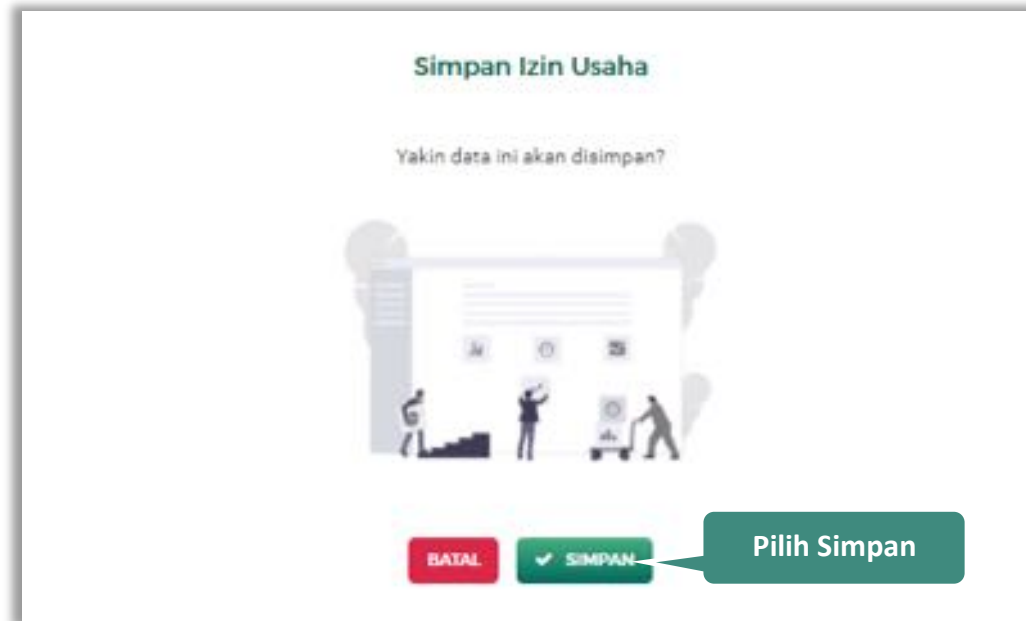 Simpan Izin Usaha
Yakin data ini akan disimpan?
BATAL
SIMPAN
Pilih Simpan